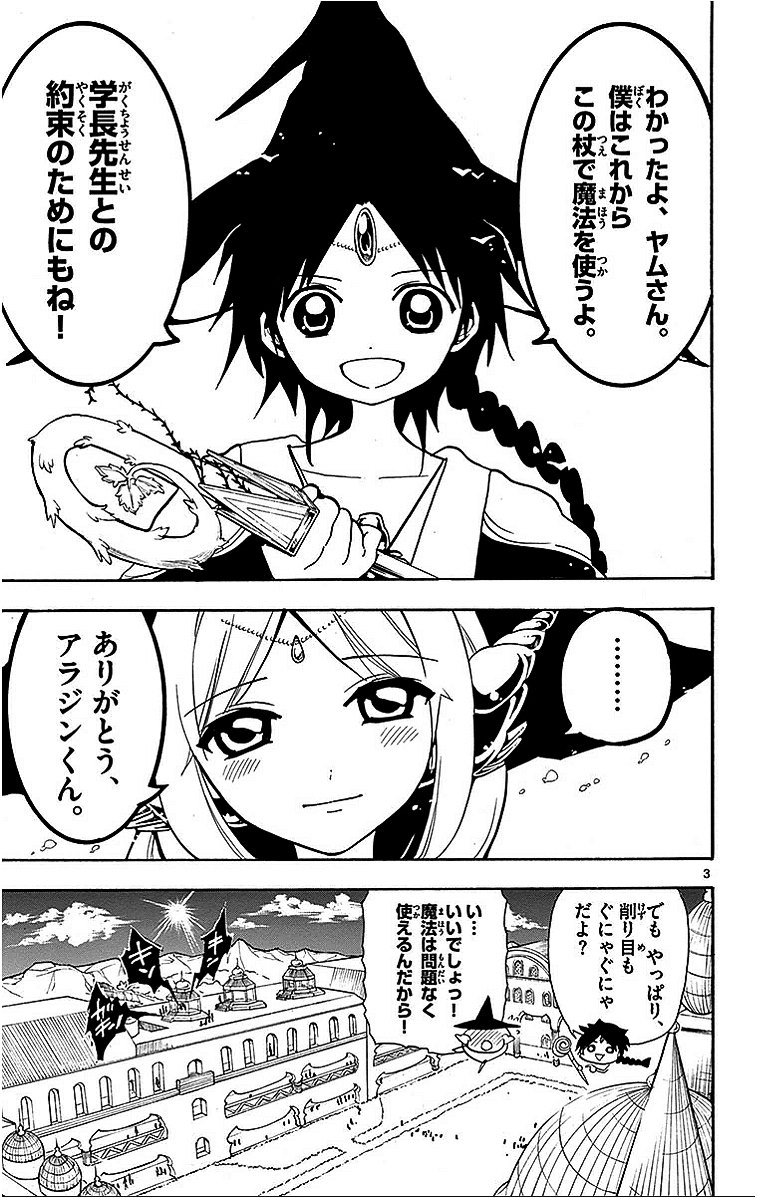 わかったよ、ヤムさん。
僕はこれから
この杖で魔法を使うよ。
学長先生との
約束のためにもね！
………
ありがとう、
アラジンくん。
3
でも やっぱり、
削り目も
ぐにゃぐにゃ
だよ？
い…
いいでしょっ！
魔法は問題なく
使えるんだから！
ガキンッ
ガキンッ